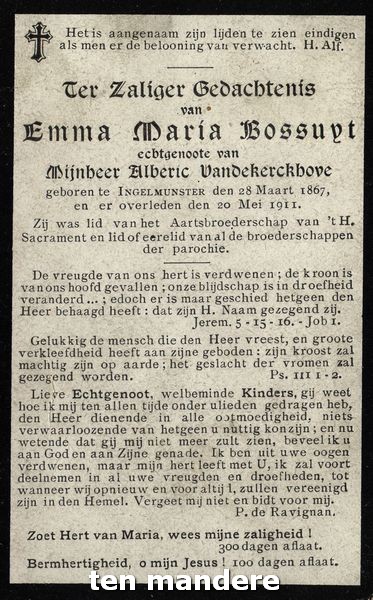 Het is aangenaam zijn lijden te zien eindigen
als men er de belooning van verwacht. H. Alf.
Ter Zaliger Gedachtenis
van
Emma Maria Bossuyt
echtgenoote van
Mijnheer Alberic Vandekerckhove
geboren te INGELMUNSTER den 28 Maart 1867,
en er overleden den 20 Mei 1911.
Zij was lid van het Aartsbroederschap van 't H.
Sacrament en lid of eerelid van al de broederschappen
der parochie.
De vreugde van ons hert is verdwenen ; de kroon is
van ons hoofd gevallen ; onze blijdschap is in droefheid
veranderd ... ; edoch er is maar geschied hetgeen den
Heer behaagd heeft : dat zijn H. Naam gezegend zij.
Jerem. 5-15-16. - Job 1.
Gelukkig de mensch die den Heer vreest, en groote
verkleefdheid heeft aan zijne geboden : zijn kroost zal
machtig zijn op aarde ; het geslacht der vromen zal
gezegend worden. Ps. 111 1-2.
Lieve Echtgenoot, welbeminde Kinders, gij weet
hoe ik mij ten allen tijde onder ulieden gedragen heb,
den Heer dienende in alle ootmoedigheid, niets
verwaarloozende van hetgeen u nuttig kon zijn ; en nu
wetende dat gij mij niet meer zult zien, beveel ik u
aan God en aan Zijne genade. Ik ben uit uwe oogen
verdwenen, maar mijn hert leeft met U, ik zal voort
deelnemen in al uwe vreugden en droefheden, tot
wanneer wij opnieuw en voor altij1, zullen vereenigd
zijn in den Hemel. Vergeet mij niet en bidt voor mij.
P. de Ravignan.
Zoet Hert van Maria, wees mijne zaligheid !
300 dagen aflaat.
Bermhertigheid, o mijn Jesus ! 100 dagen aflaat.
ten mandere